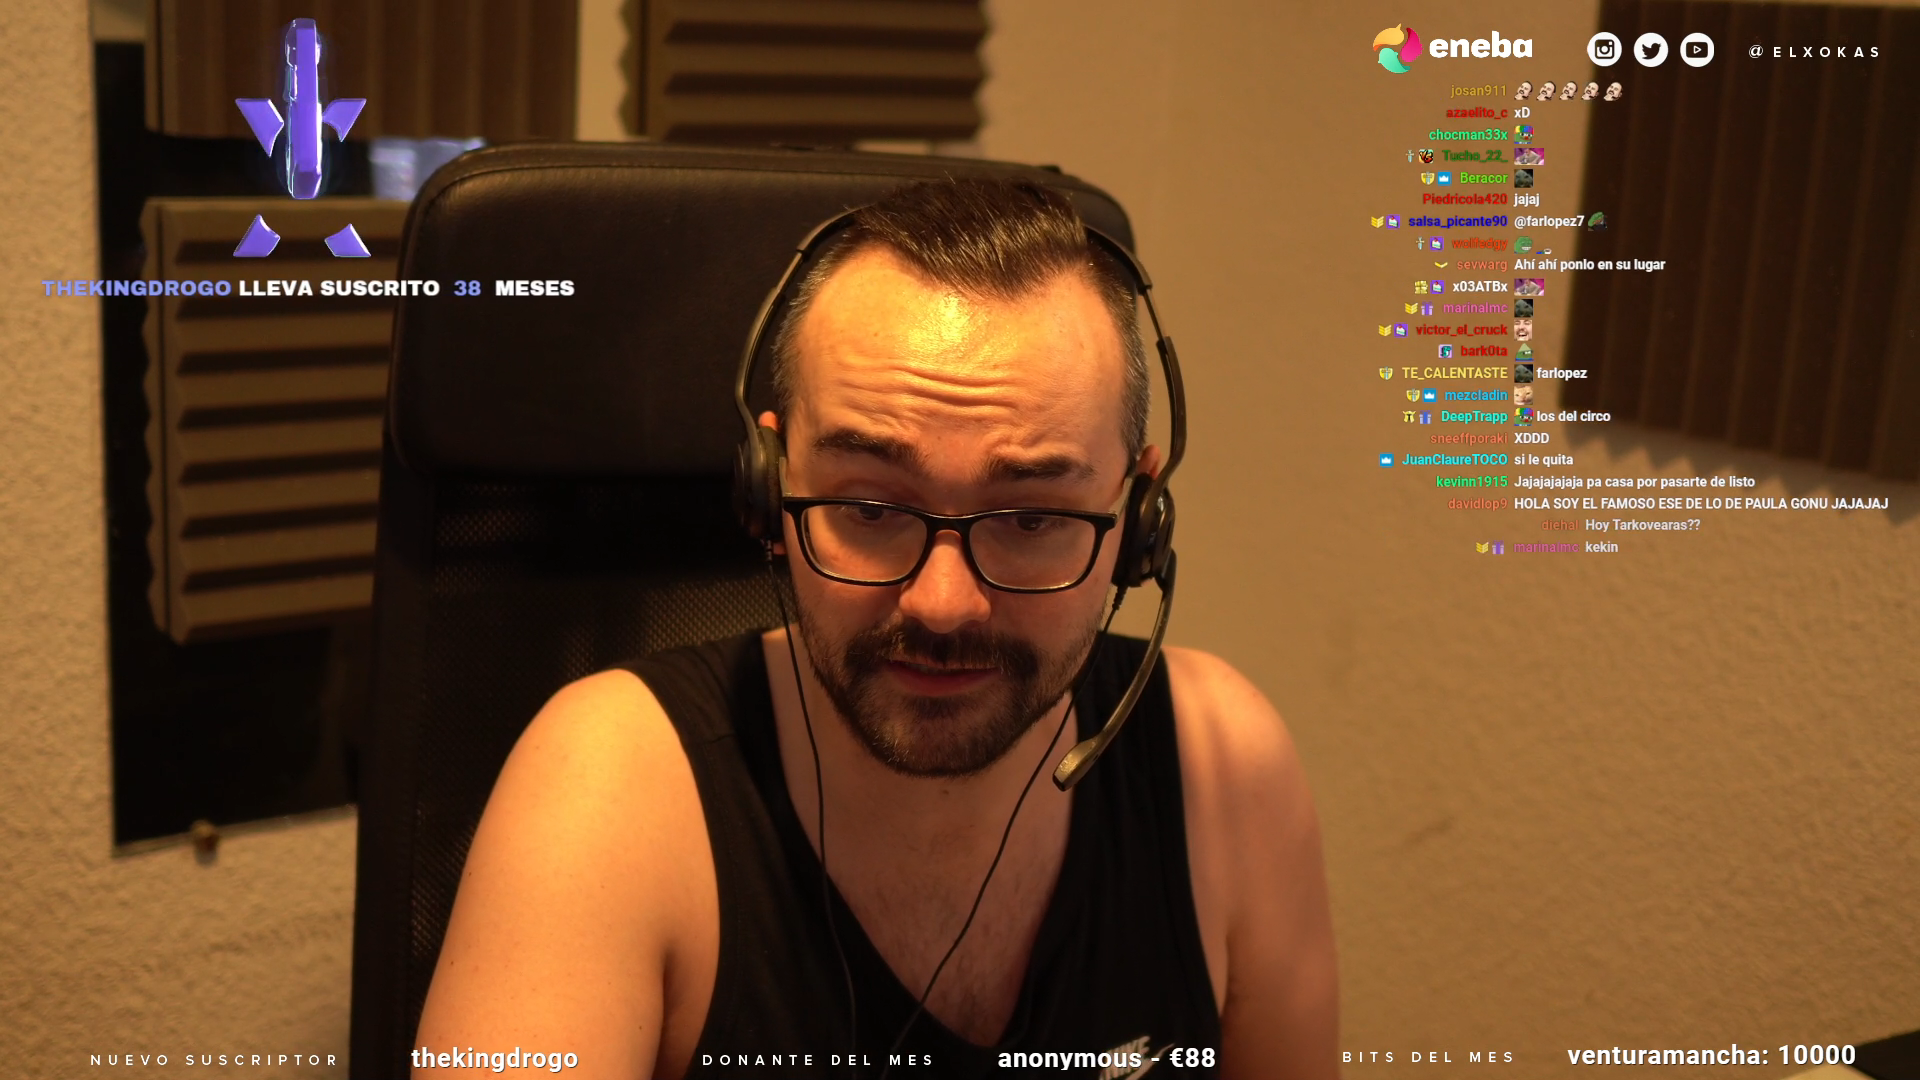 eneba
@ELXOKAS
josan911
azaelito_c xD
chocman33x
Tucho_22_
Beracor
Piedricola420 jajaj
salsa_picante90 @farlopez7
sevwarg Ahí ahí ponlo en su lugar
x03ATBx
marinalmc
victor_el_cruck
bark0ta
TE_CALENTASTE farlopez
mezcladin
DeepTrapp los del circo
sneeffporaki XDDD
JuanClaureTOCO si le quita
kevinn1915 Jajajajajaja pa casa por pasarte de listo
davidlop9 HOLA SOY EL FAMOSO ESE DE LO DE PAULA GONU JAJAJAJ
diehal Hoy Tarkovearas??
marinalmc kekin
THEKINGDROGO LLEVA SUSCRITO 38 MESES
NUEVO SUSCRIPTOR thekingdrogo DONANTE DEL MES anonymous - €88 BITS DEL MES venturamancha: 10000